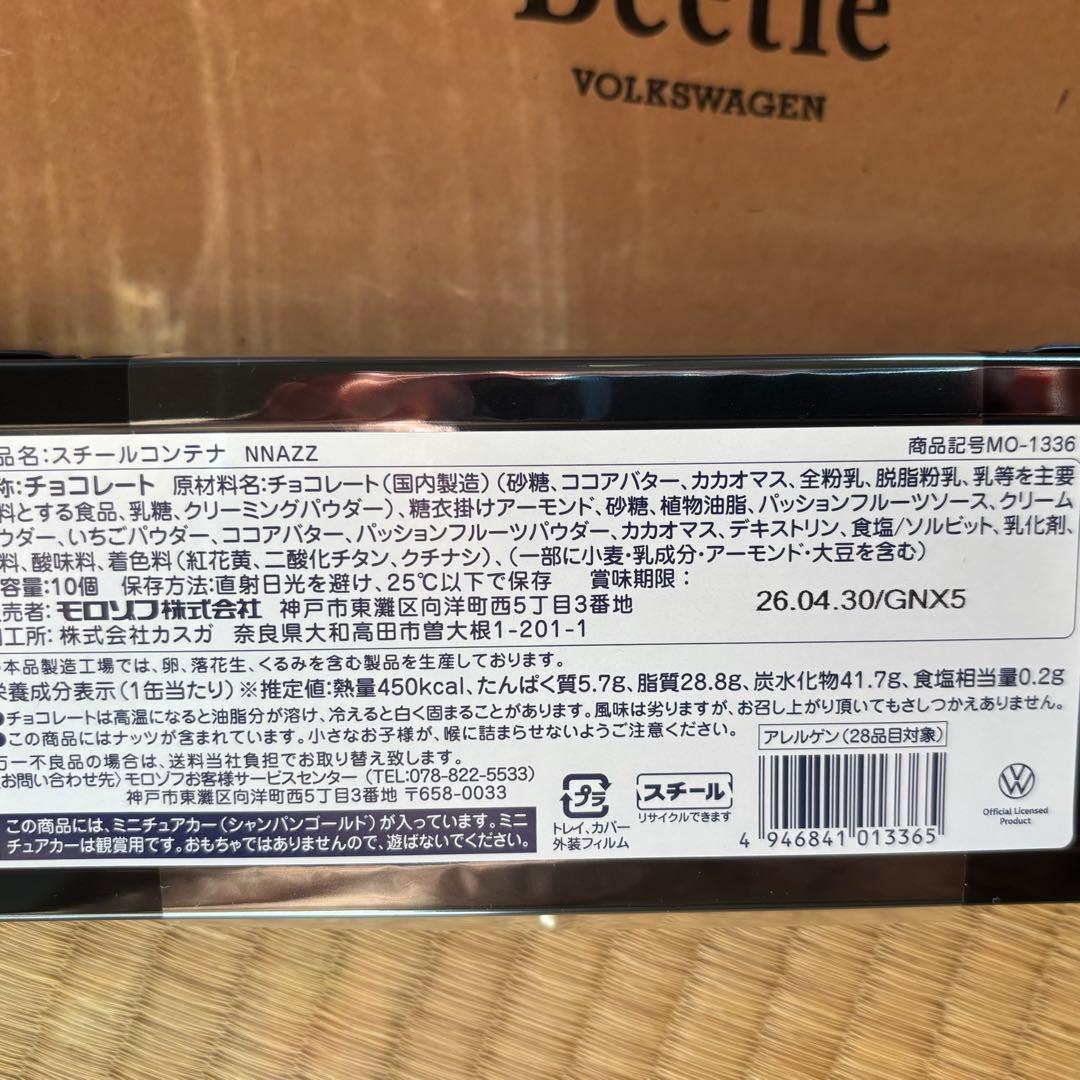 Beetle
VOLKSWAGEN
品名:スチールコンテナ NNAZZ 商品記号MO-1336
称:チョコレート 原材料名:チョコレート(国内製造)(砂糖、ココアバター、カカオマス、全粉乳、脱脂粉乳、乳等を主要
料とする食品、乳糖、クリーミングパウダー)、糖衣掛けアーモンド、砂糖、植物油脂、パッションフルーツソース、クリーム
ウダー、いちごパウダー、ココアバター、パッションフルーツパウダー、カカオマス、デキストリン、食塩/ソルビット、乳化剤、
料、酸味料、着色料(紅花黄、二酸化チタン、クチナシ)、(一部に小麦・乳成分・アーモンド・大豆を含む)
容量:10個 保存方法:直射日光を避け、25℃以下で保存 賞味期限: 26.04.30/GNX5
売者:モロゾフ株式会社 神戸市東灘区向洋町西5丁目3番地
工所:株式会社カスガ 奈良県大和高田市曽大根1-201-1
本品製造工場では、卵、落花生、くるみを含む製品を生産しております。
栄養成分表示(1缶当たり)※推定値:熱量450kcal、たんぱく質5.7g、脂質28.8g、炭水化物41.7g、食塩相当量0.2g
●チョコレートは高温になると油脂分が溶け、冷えると白く固まることがあります。風味は劣りますが、お召し上がり頂いてもさしつかえありません。
●この商品にはナッツが含まれています。小さなお子様が、喉に詰まらせないようご注意ください。
アレルゲン(28品目対象)
万一不良品の場合は、送料当社負担でお取り替え致します。
お問い合わせ先)モロゾフお客様サービスセンター(TEL:078-822-5533)
神戸市東灘区向洋町西5丁目3番地 〒658-0033
この商品には、ミニチュアカー(シャンパンゴールド)が入っています。ミニ
チュアカーは観賞用です。おもちゃではありませんので、遊ばないでください。
プラ
トレイ、カバー
外装フィルム
スチール
リサイクルできます
4 946841 013365
Official Licensed
Product